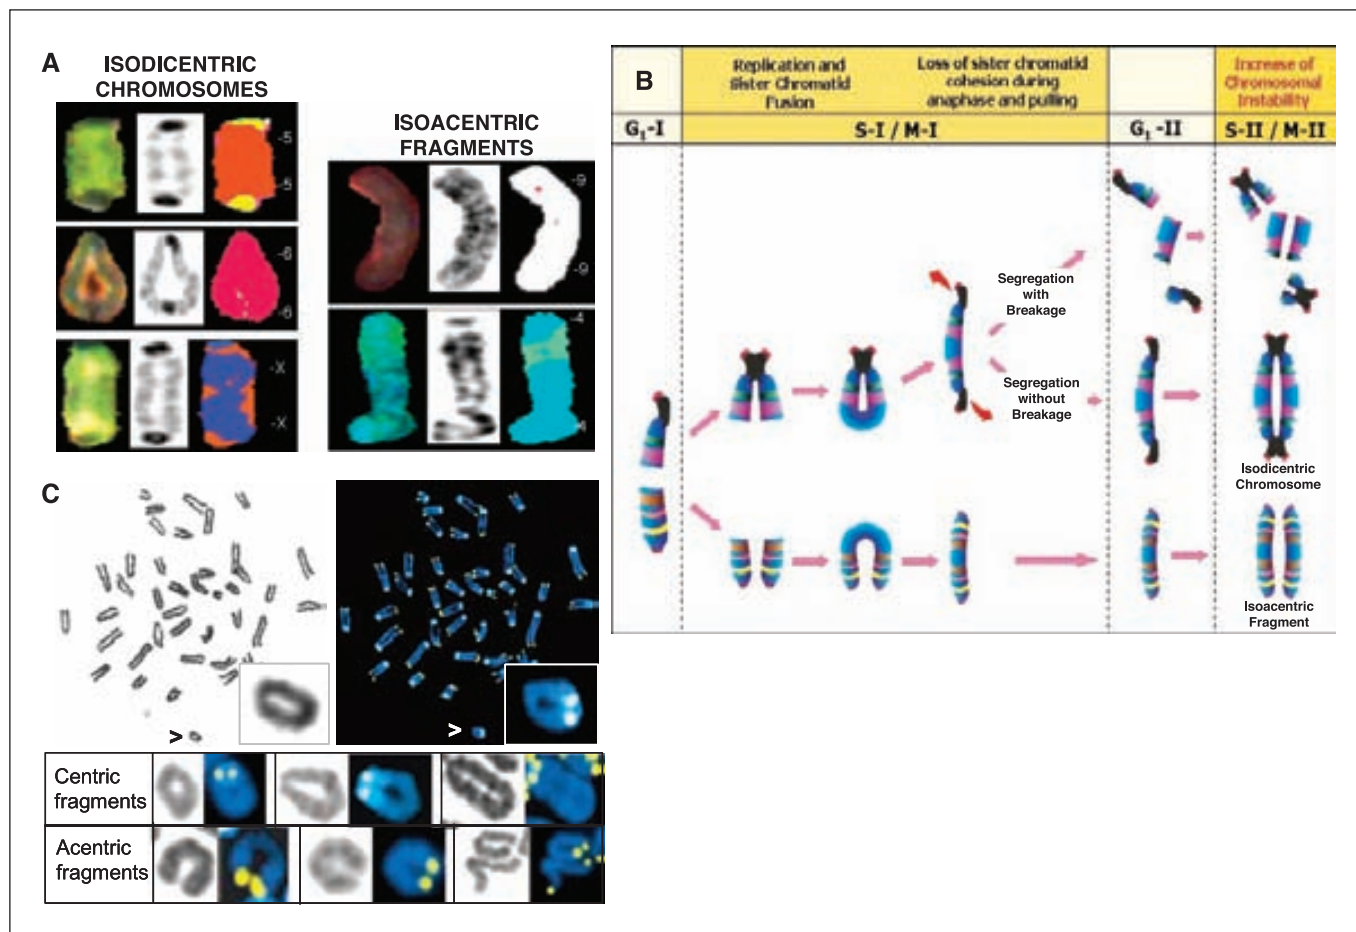 A
ISODICENTRIC
CHROMOSOMES
-5
-5
-6
-6
-X
-X
ISOACENTRIC
FRAGMENTS
-9
-9
-4
B
Replication and
Sister Chromatid
Fusion
Loss of sister chromatid
cohesion during
anaphase and pulling
Increase of
Chromosomal
Instability
G1-I
S-I / M-I
G1-II
S-II / M-II
Segregation
with
Breakage
Segregation
without
Breakage
Isodicentric
Chromosome
Isoacentric
Fragment
C
>
>
Centric
fragments
Acentric
fragments